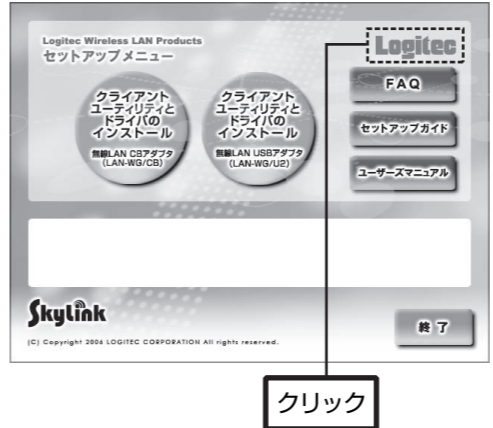 Logitec Wireless LAN Products
セットアップメニュー
Logitec
クライアント
ユーティリティと
ドライバの
インストール
無線LAN CBアダプタ
(LAN-WG/CB)
クライアント
ユーティリティと
ドライバの
インストール
無線LAN USBアダプタ
(LAN-WG/U2)
FAQ
セットアップガイド
ユーザーズマニュアル
SkyLink
(C) Copyright 2004 LOGITEC CORPORATION All rights reserved.
終了
クリック